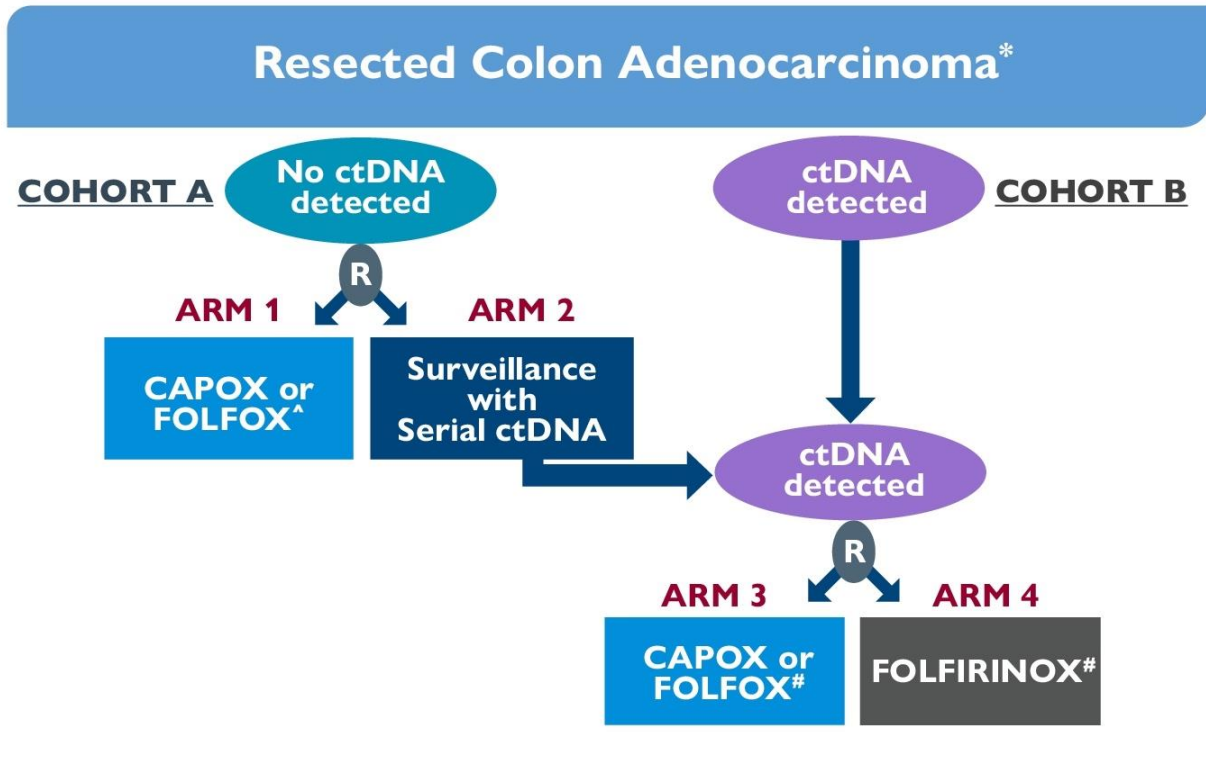 Resected Colon Adenocarcinoma*
COHORT A
No ctDNA
detected
ctDNA
detected
COHORT B
R
ARM 1
ARM 2
CAPOX or
FOLFOX^
Surveillance
with
Serial ctDNA
ctDNA
detected
R
ARM 3
ARM 4
CAPOX or
FOLFOX#
FOLFIRINOX#